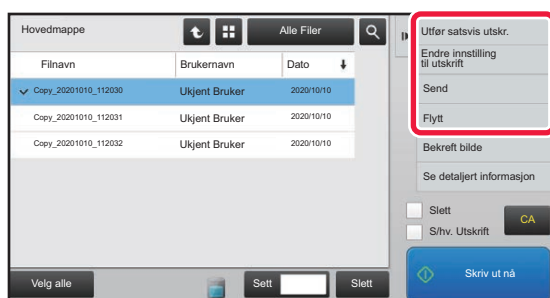 Hovedmappe
Alle Filer
Filnavn Brukernavn Dato
Copy_20201010_112030 Ukjent Bruker 2020/10/10
Copy_20201010_112031 Ukjent Bruker 2020/10/10
Copy_20201010_112032 Ukjent Bruker 2020/10/10
Velg alle
Sett
Slett
Utfør satsvis utskr.
Endre innstilling
til utskrift
Send
Flytt
Bekreft bilde
Se detaljert informasjon
Slett
S/hv. Utskrift
CA
Skriv ut nå